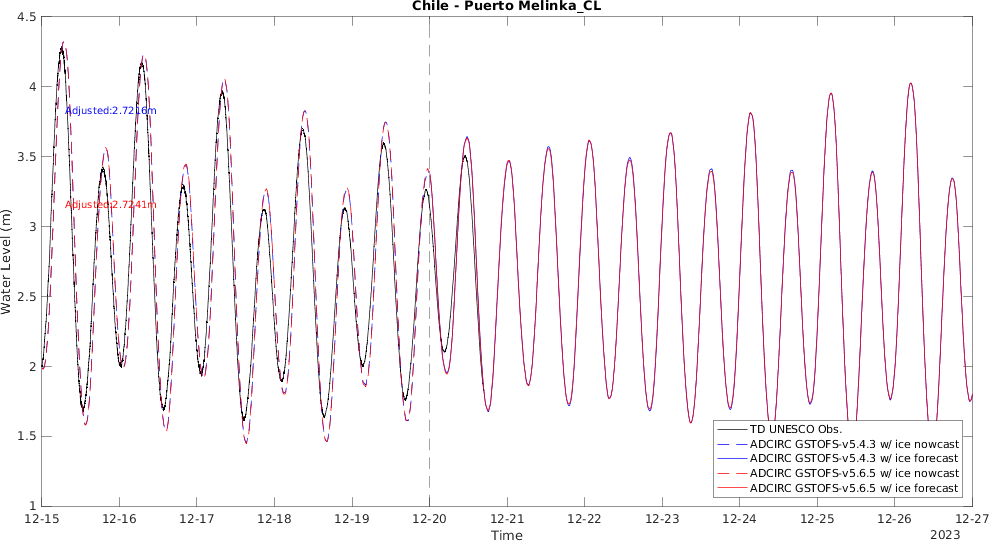 Chile - Puerto Melinka_CL
4.5
4
3.5
3
2.5
2
1.5
1
Water Level (m)
Adjusted:2.7216m
Adjusted:2.7241m
TD UNESCO Obs.
ADCIRC GSTOFS-v5.4.3 w/ ice nowcast
ADCIRC GSTOFS-v5.4.3 w/ ice forecast
ADCIRC GSTOFS-v5.6.5 w/ ice nowcast
ADCIRC GSTOFS-v5.6.5 w/ ice forecast
12-15 12-16 12-17 12-18 12-19 12-20 12-21 12-22 12-23 12-24 12-25 12-26 12-27
Time
2023